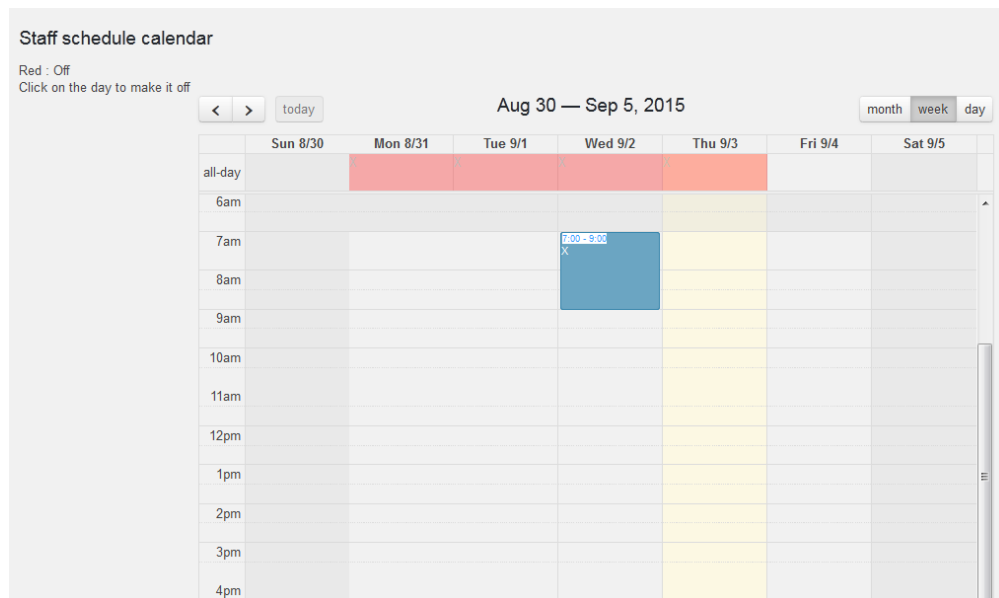 Staff schedule calendar
Red : Off
Click on the day to make it off
< > today
Aug 30 — Sep 5, 2015
month week day
Sun 8/30 Mon 8/31 Tue 9/1 Wed 9/2 Thu 9/3 Fri 9/4 Sat 9/5
all-day X X X X
6am
7am 7:00 - 9:00
X
8am
9am
10am
11am
12pm
1pm
2pm
3pm
4pm